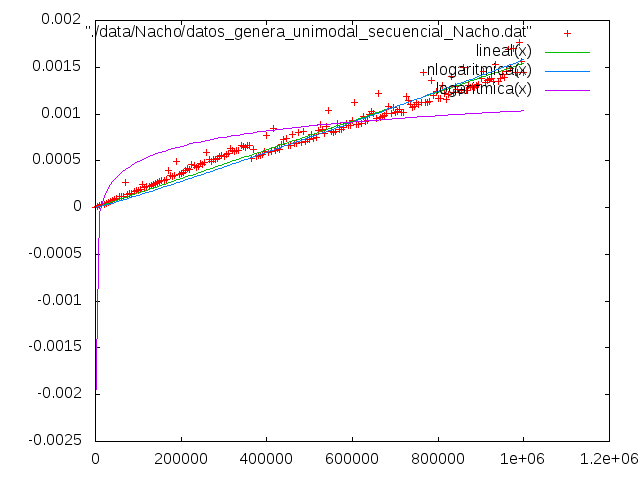 0.002
0.0015
0.001
0.0005
0
-0.0005
-0.001
-0.0015
-0.002
-0.0025
0 200000 400000 600000 800000 1e+06 1.2e+06
"./data/Nacho/datos_genera_unimodal_secuencial_Nacho.dat"
lineal(x)
nlogaritmica(x)
logaritmica(x)